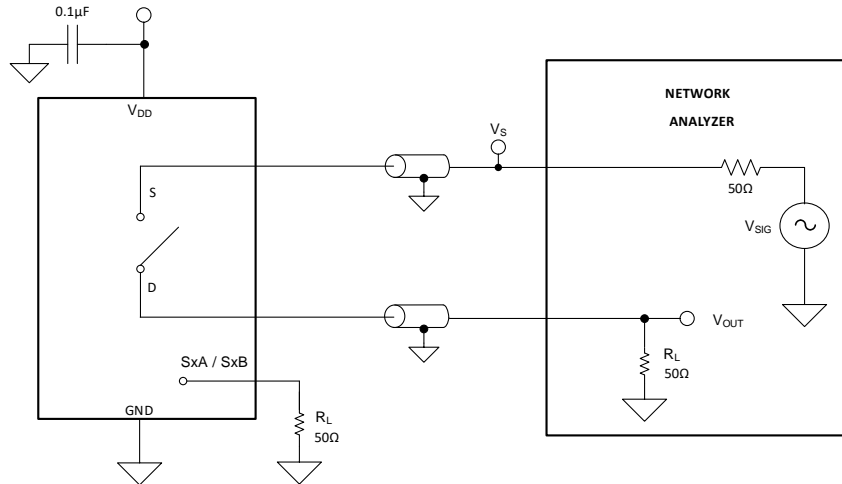 0.1µF
VDD
NETWORK
ANALYZER
VS
S
50Ω
VSIG
D
VOUT
SxA / SxB
RL
50Ω
GND
RL
50Ω